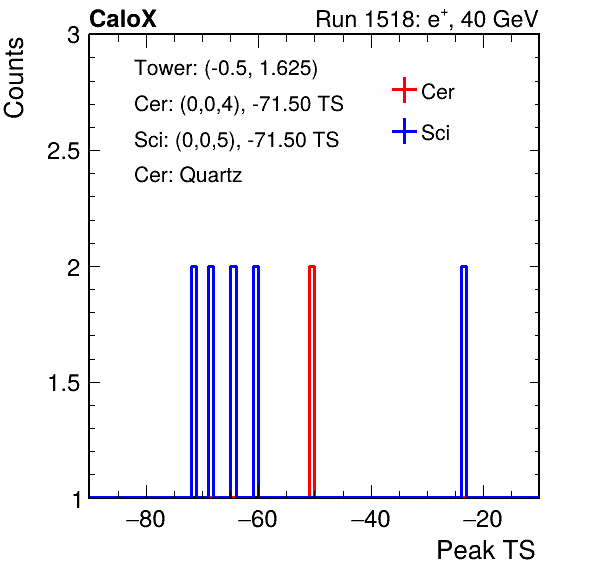 CaloX Run 1518: e⁺, 40 GeV
Counts
Tower: (-0.5, 1.625)
Cer: (0,0,4), -71.50 TS
Sci: (0,0,5), -71.50 TS
Cer: Quartz
Cer
Sci
3
2.5
2
1.5
1
−80 −60 −40 −20
Peak TS